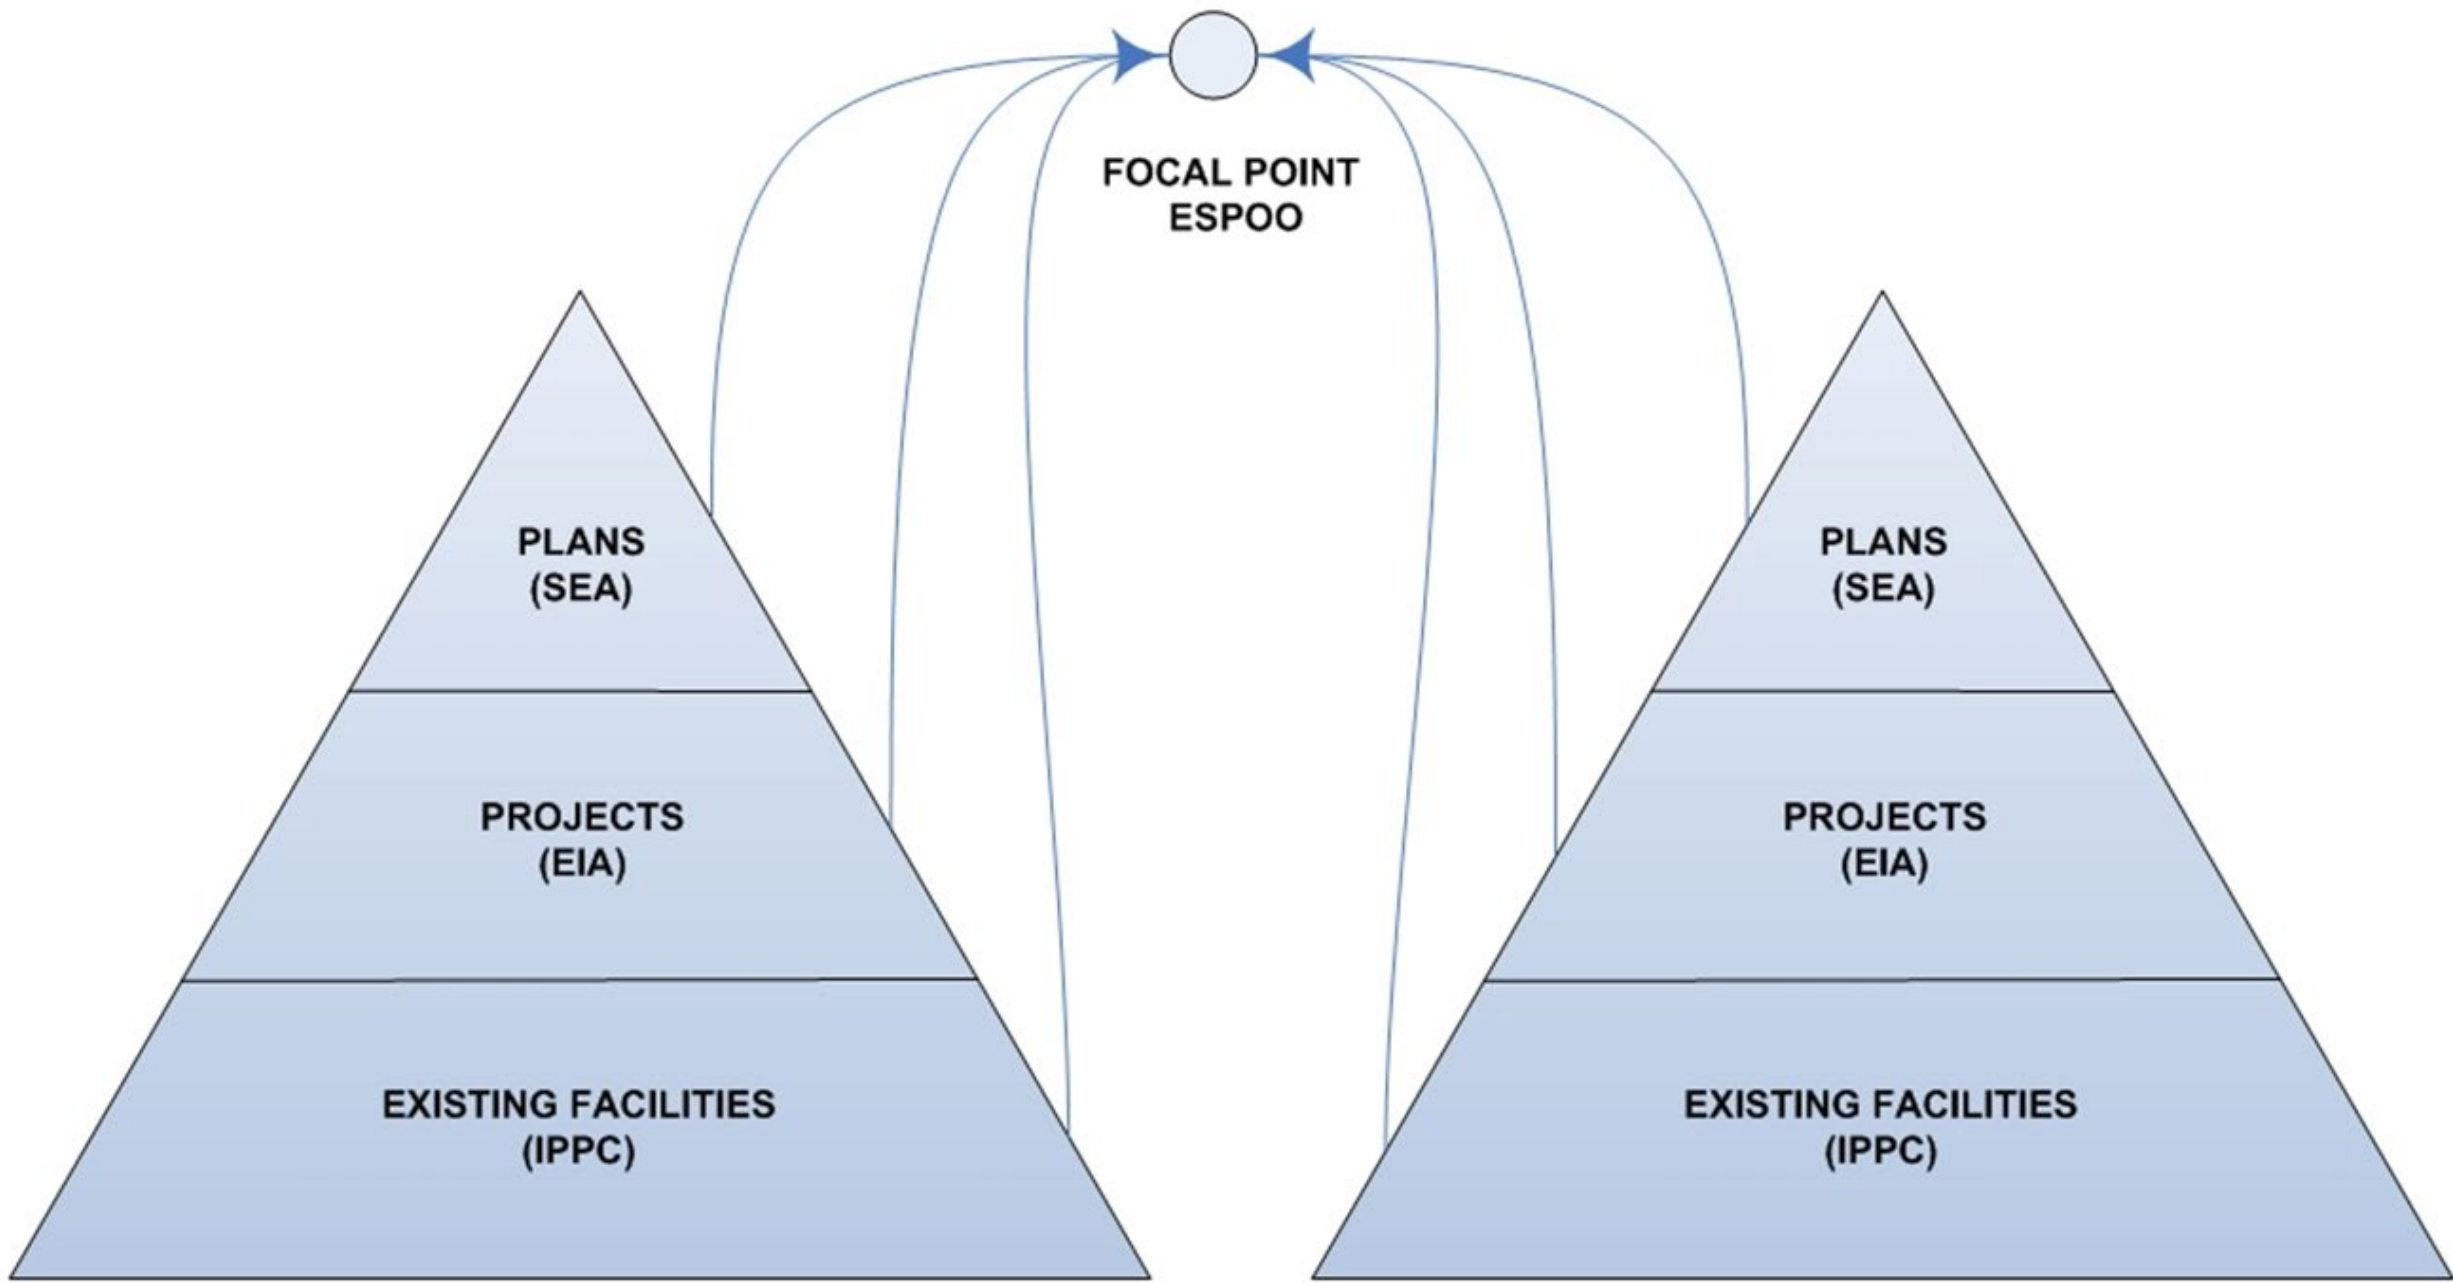 FOCAL POINT
ESPOO
PLANS
(SEA)
PROJECTS
(EIA)
EXISTING FACILITIES
(IPPC)
PLANS
(SEA)
PROJECTS
(EIA)
EXISTING FACILITIES
(IPPC)